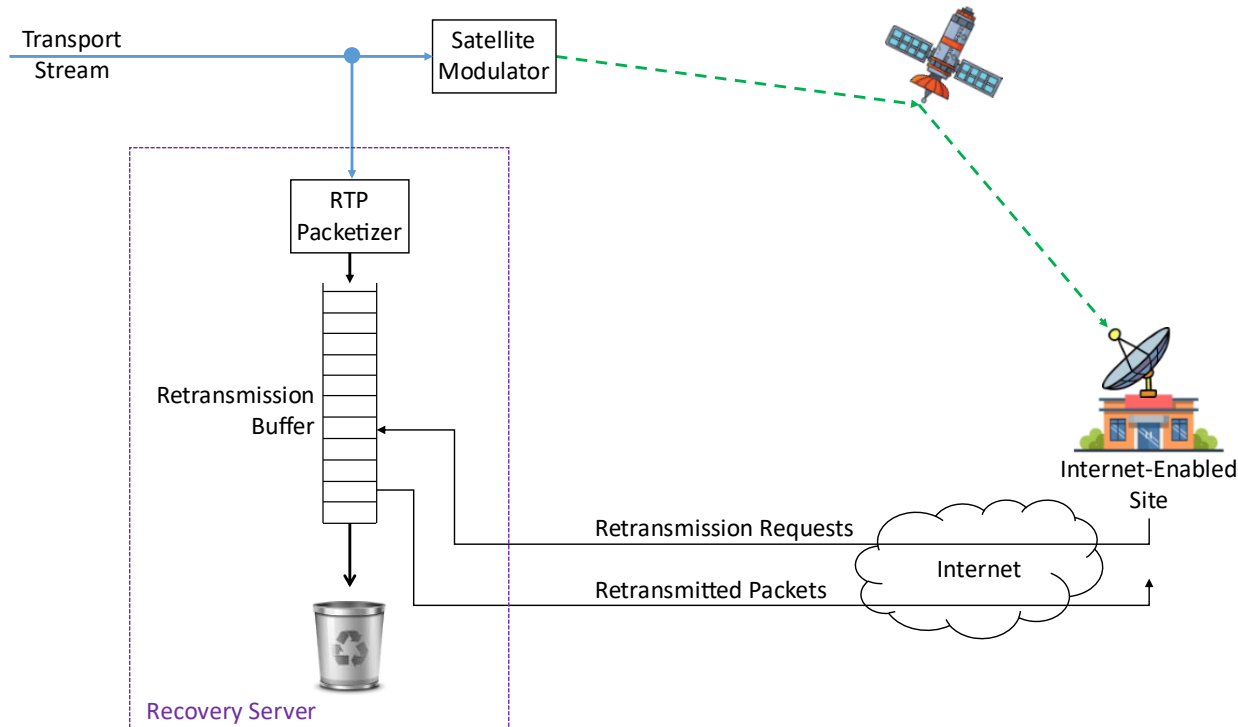 Transport
Stream
Satellite
Modulator
RTP
Packetizer
Retransmission
Buffer
Internet-Enabled
Site
Retransmission Requests
Internet
Retransmitted Packets
Recovery Server